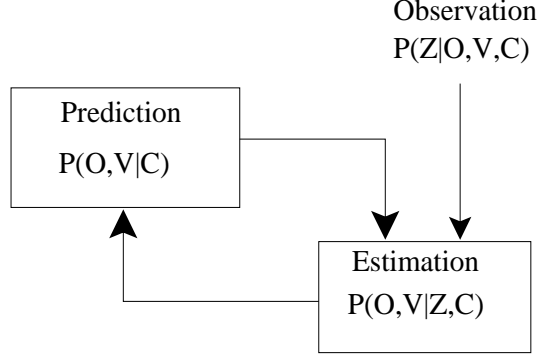 Observation
P(Z|O,V,C)
Prediction
P(O,V|C)
Estimation
P(O,V|Z,C)